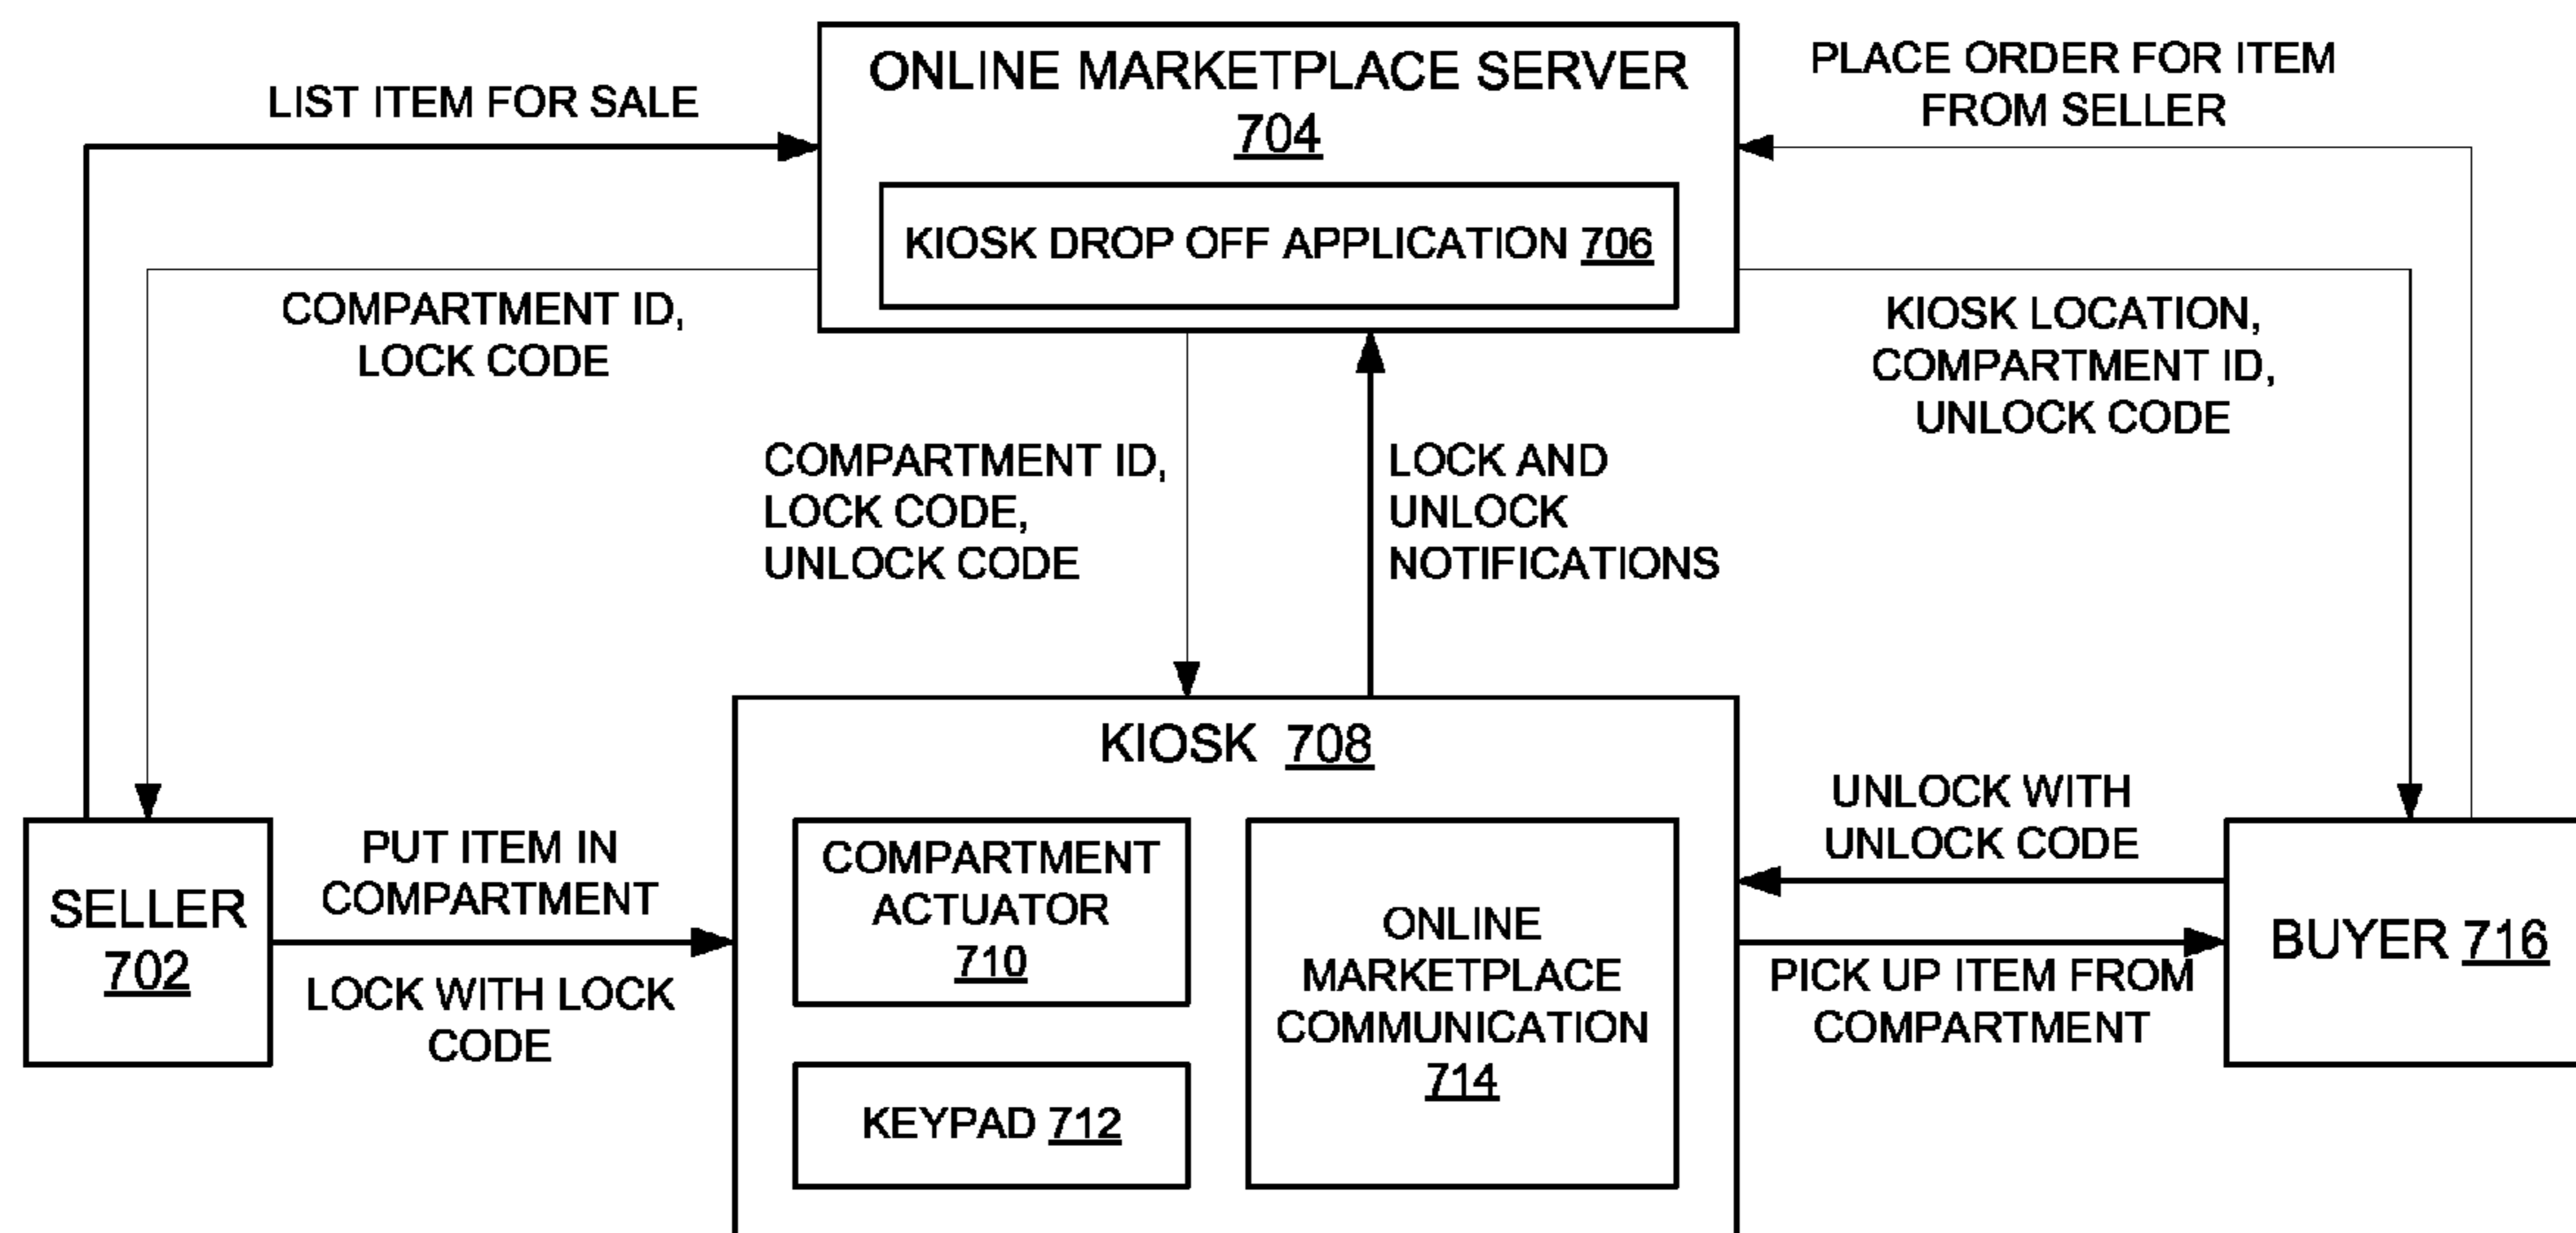 ONLINE MARKETPLACE SERVER
704
KIOSK DROP OFF APPLICATION 706
LIST ITEM FOR SALE
PLACE ORDER FOR ITEM
FROM SELLER
COMPARTMENT ID,
LOCK CODE
KIOSK LOCATION,
COMPARTMENT ID,
UNLOCK CODE
COMPARTMENT ID,
LOCK CODE,
UNLOCK CODE
LOCK AND
UNLOCK
NOTIFICATIONS
SELLER
702
PUT ITEM IN
COMPARTMENT
LOCK WITH LOCK
CODE
KIOSK 708
COMPARTMENT
ACTUATOR
710
KEYPAD 712
ONLINE
MARKETPLACE
COMMUNICATION
714
UNLOCK WITH
UNLOCK CODE
PICK UP ITEM FROM
COMPARTMENT
BUYER 716